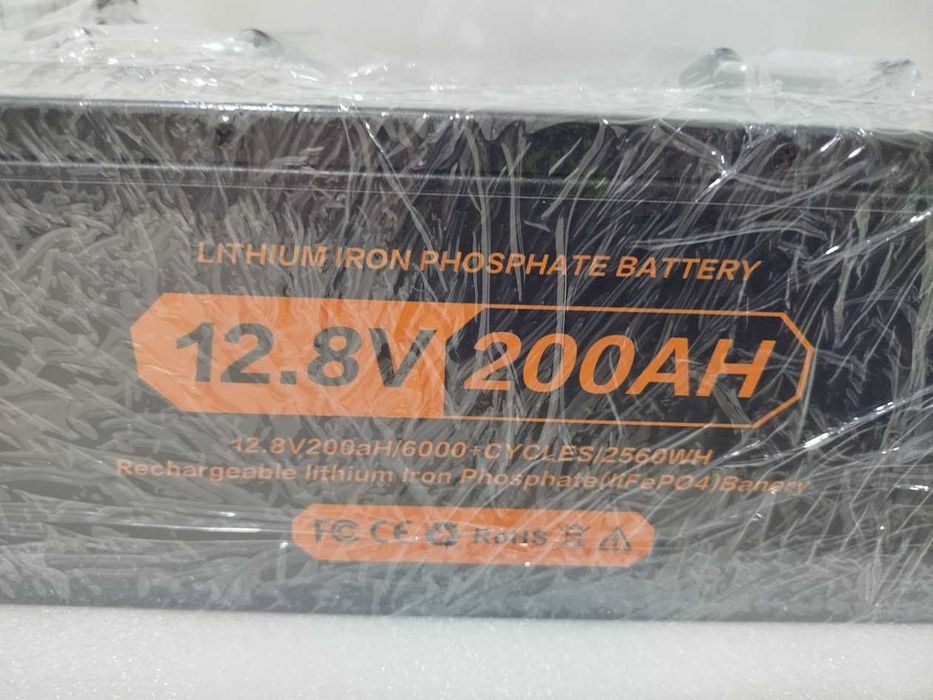 LITHIUM IRON PHOSPHATE BATTERY
12.8V 200AH
12.8V200aH/6000+CYCLES/2560WH
Rechargeable lithium Iron Phosphate(liFePO4)Banery
FC CE RoHS